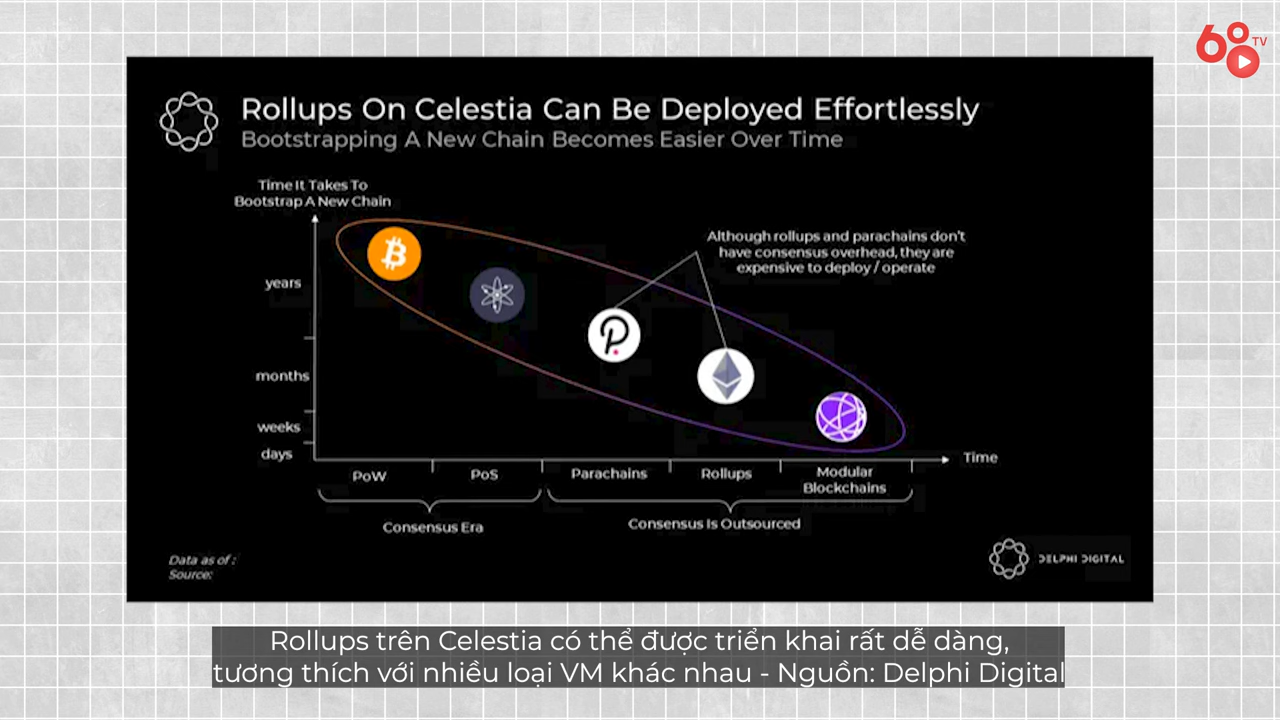 68
TV
Rollups On Celestia Can Be Deployed Effortlessly
Bootstrapping A New Chain Becomes Easier Over Time
Time It Takes To
Bootstrap A New Chain
Although rollups and parachains don't
have consensus overhead, they are
expensive to deploy / operate
years
months
weeks
days
Time
PoW
PoS
Parachains
Rollups
Modular
Blockchains
Consensus Era
Consensus Is Outsourced
Data as of :
Source:
DELPHI DIGITAL
Rollups trên Celestia có thể được triển khai rất dễ dàng,
tương thích với nhiều loại VM khác nhau - Nguồn: Delphi Digital